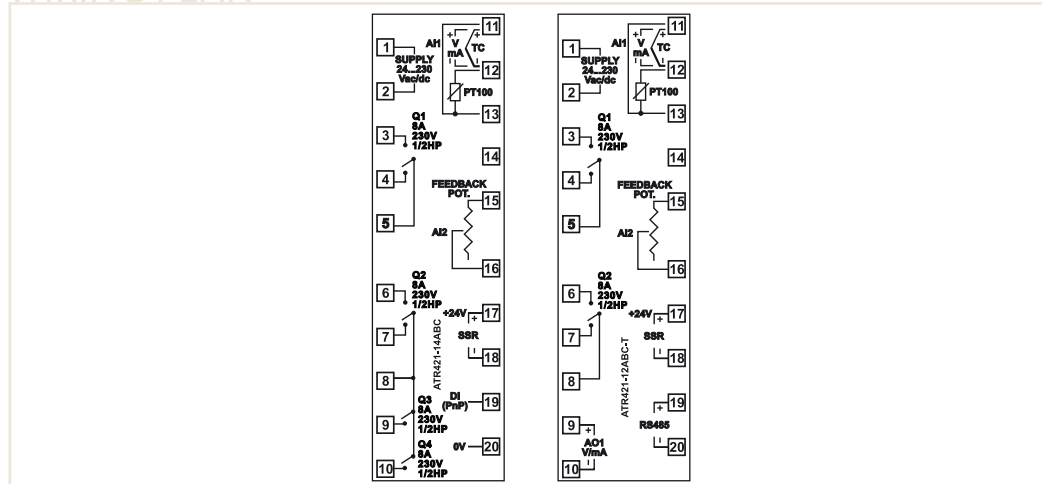 WIRING PLAN
1
SUPPLY
24...230
Vac/dc
2
3
Q1
8A
230V
1/2HP
4
5
6
Q2
8A
230V
1/2HP
7
8
Q3
8A
230V
1/2HP
9
Q4
8A
230V
1/2HP
10
11
AI1
+ V mA -
+ TC -
12
PT100
13
14
FEEDBACK
POT.
15
AI2
16
+24V
17
+
SSR
-
18
ATR421-14ABC
DI
(PnP)
19
0V
20
1
SUPPLY
24...230
Vac/dc
2
3
Q1
8A
230V
1/2HP
4
5
6
Q2
8A
230V
1/2HP
7
8
9
+
AO1
V/mA
-
10
11
AI1
+ V mA -
+ TC -
12
PT100
13
14
FEEDBACK
POT.
15
AI2
16
+24V
17
+
SSR
-
18
ATR421-12ABC-T
19
+
RS485
-
20